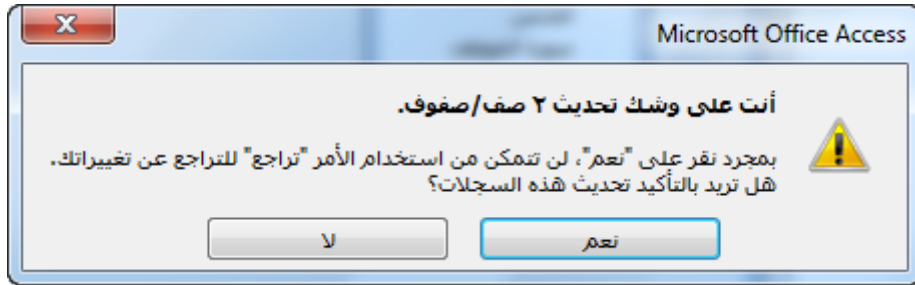 Microsoft Office Access
أنت على وشك تحديث ٢ صف/صفوف.
بمجرد نقر على "نعم"، لن تتمكن من استخدام الأمر "تراجع" للتراجع عن تغييراتك.
هل تريد بالتأكيد تحديث هذه السجلات؟
نعم
لا